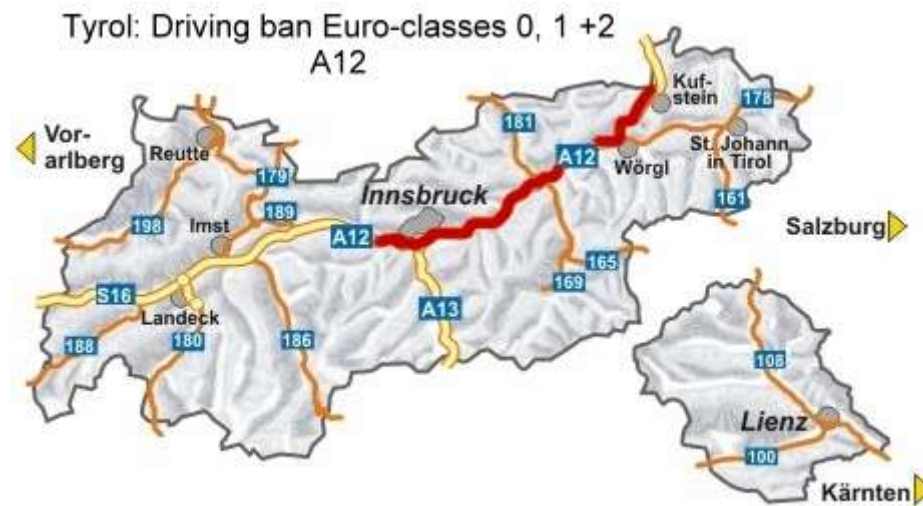 Tyrol: Driving ban Euro-classes 0, 1 +2
A12
Kuf-
stein
178
181
Vor-
arlberg
Reutte
A12
Wörgl
St. Johann
in Tirol
179
Innsbruck
189
161
198
Imst
A12
Salzburg
165
169
S16
A13
Landeck
188
180
186
108
Lienz
100
Kärnten